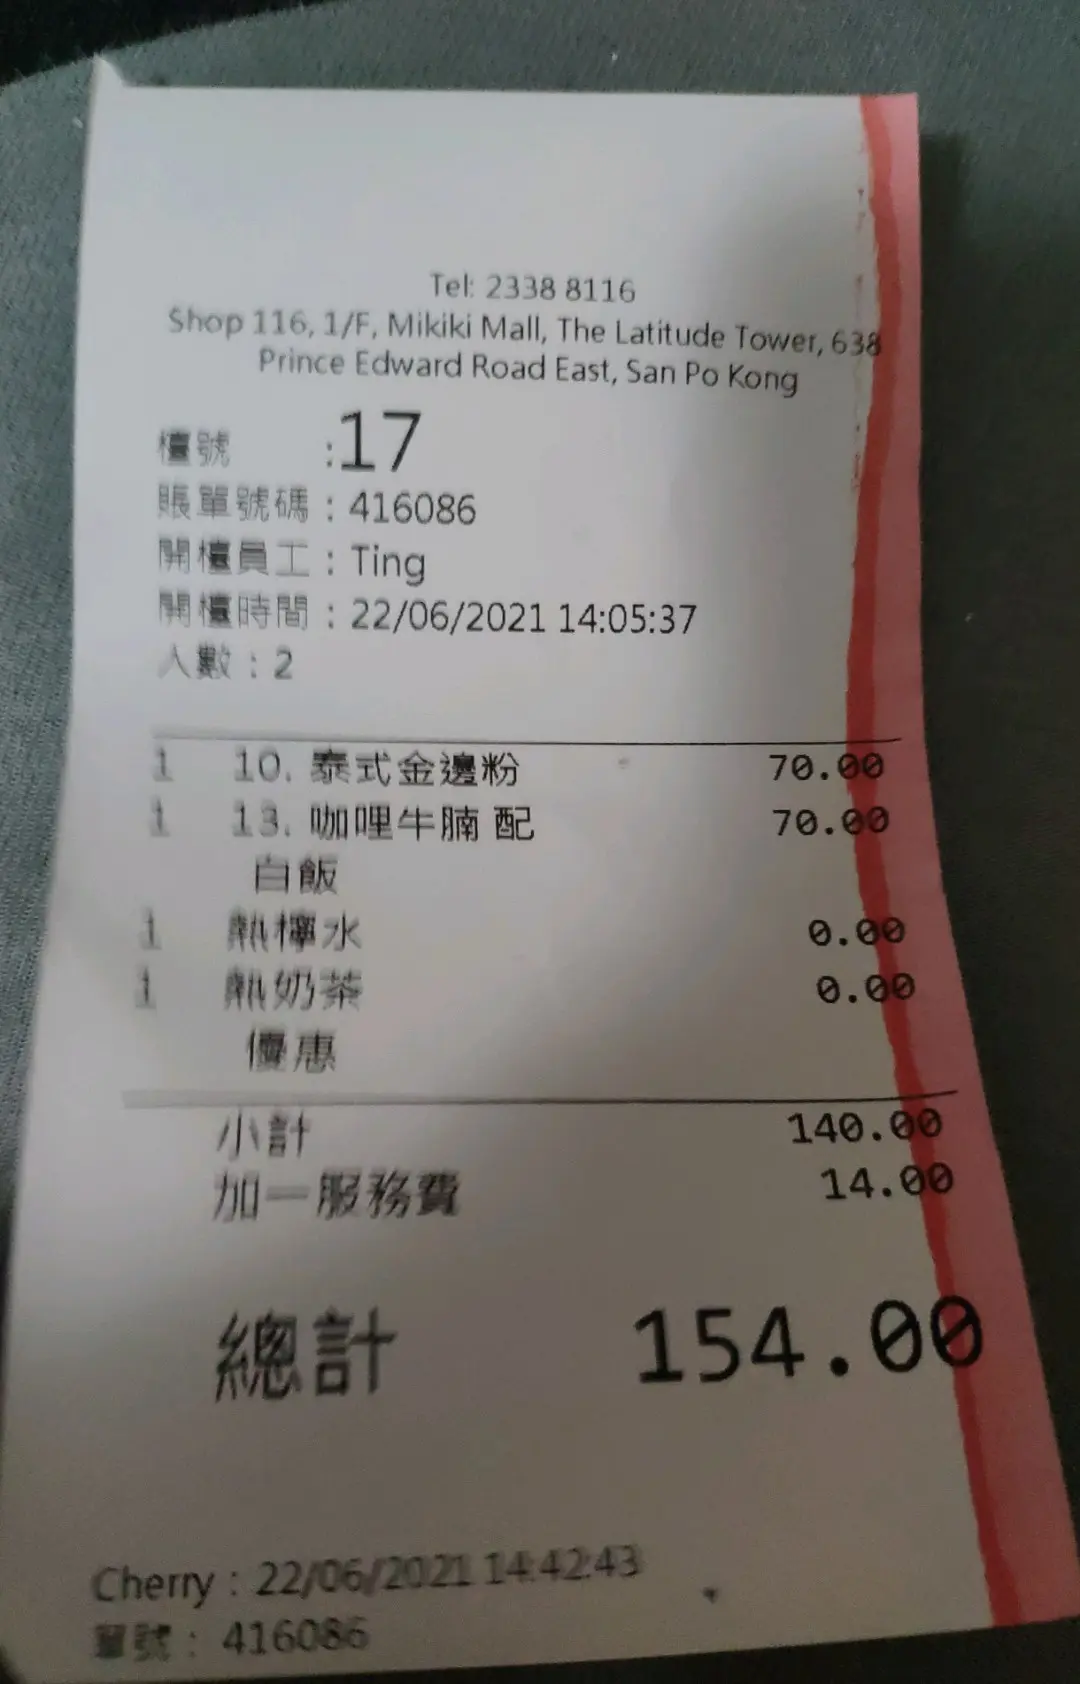 Tel: 2338 8116
Shop 116, 1/F, Mikiki Mall, The Latitude Tower, 638
Prince Edward Road East, San Po Kong
檯號 :17
賬單號碼 : 416086
開檯員工 : Ting
開檯時間 : 22/06/2021 14:05:37
人數 : 2
1 10. 泰式金邊粉 70.00
1 13. 咖哩牛腩 配 70.00
白飯
1 熱檸水 0.00
1 熱奶茶 0.00
優惠
小計 140.00
加一服務費 14.00
總計 154.00
Cherry : 22/06/2021 14:42:43
單號 : 416086